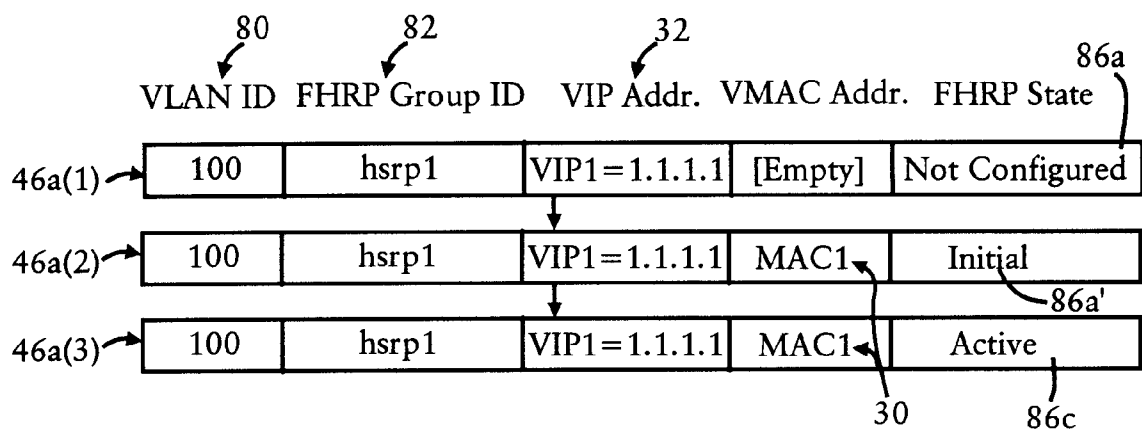 80 82 32 86a
VLAN ID FHRP Group ID VIP Addr. VMAC Addr. FHRP State
46a(1) 100 hsrp1 VIP1=1.1.1.1 [Empty] Not Configured
46a(2) 100 hsrp1 VIP1=1.1.1.1 MAC1 Initial
86a'
46a(3) 100 hsrp1 VIP1=1.1.1.1 MAC1 Active
30 86c